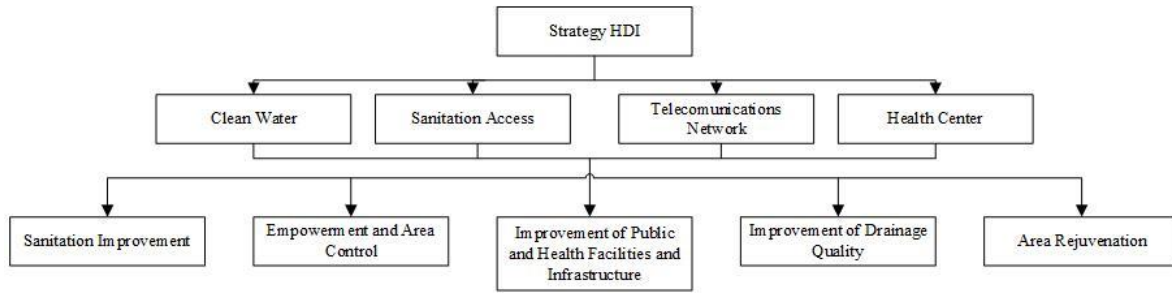 Strategy HDI
Clean Water
Sanitation Access
Telecomunications
Network
Health Center
Sanitation Improvement
Empowerment and Area
Control
Improvement of Public
and Health Facilities and
Infrastructure
Improvement of Drainage
Quality
Area Rejuvenation